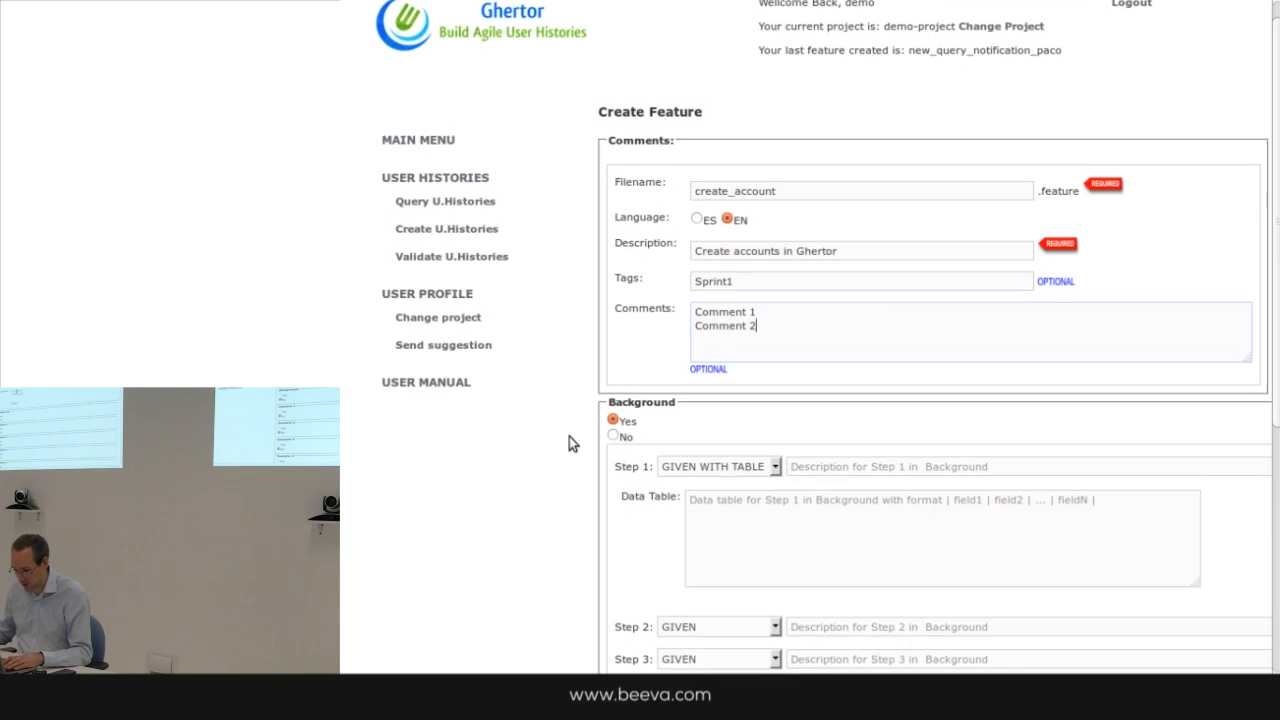 Ghertor
Build Agile User Histories
Welcome Back, demo
Logout
Your current project is: demo-project Change Project
Your last feature created is: new_query_notification_paco
MAIN MENU
USER HISTORIES
Query U.Histories
Create U.Histories
Validate U.Histories
USER PROFILE
Change project
Send suggestion
USER MANUAL
Create Feature
Comments:
Filename: create_account .feature REQUIRED
Language: ES EN
Description: Create accounts in Ghertor REQUIRED
Tags: Sprint1 OPTIONAL
Comments: Comment 1
Comment 2
OPTIONAL
Background
Yes
No
Step 1: GIVEN WITH TABLE Description for Step 1 in Background
Data Table: Data table for Step 1 in Background with format | field1 | field2 | ... | fieldN |
Step 2: GIVEN Description for Step 2 in Background
Step 3: GIVEN Description for Step 3 in Background
www.beeva.com